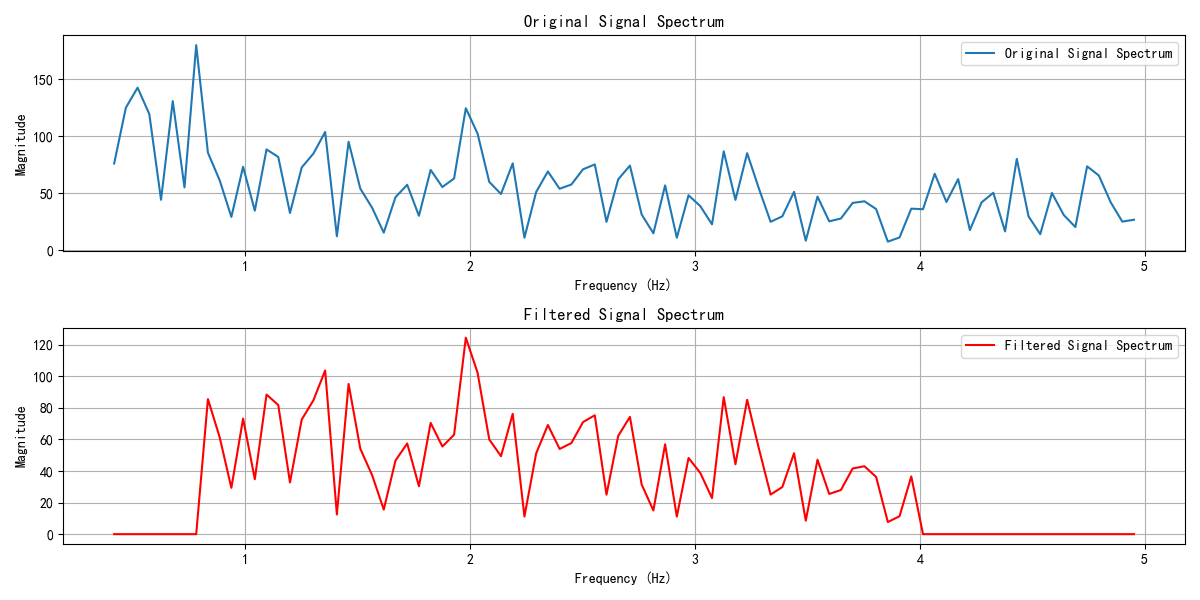 Original Signal Spectrum
Original Signal Spectrum
Magnitude
150
100
50
0
1 2 3 4 5
Frequency (Hz)
Filtered Signal Spectrum
Filtered Signal Spectrum
Magnitude
120
100
80
60
40
20
0
1 2 3 4 5
Frequency (Hz)